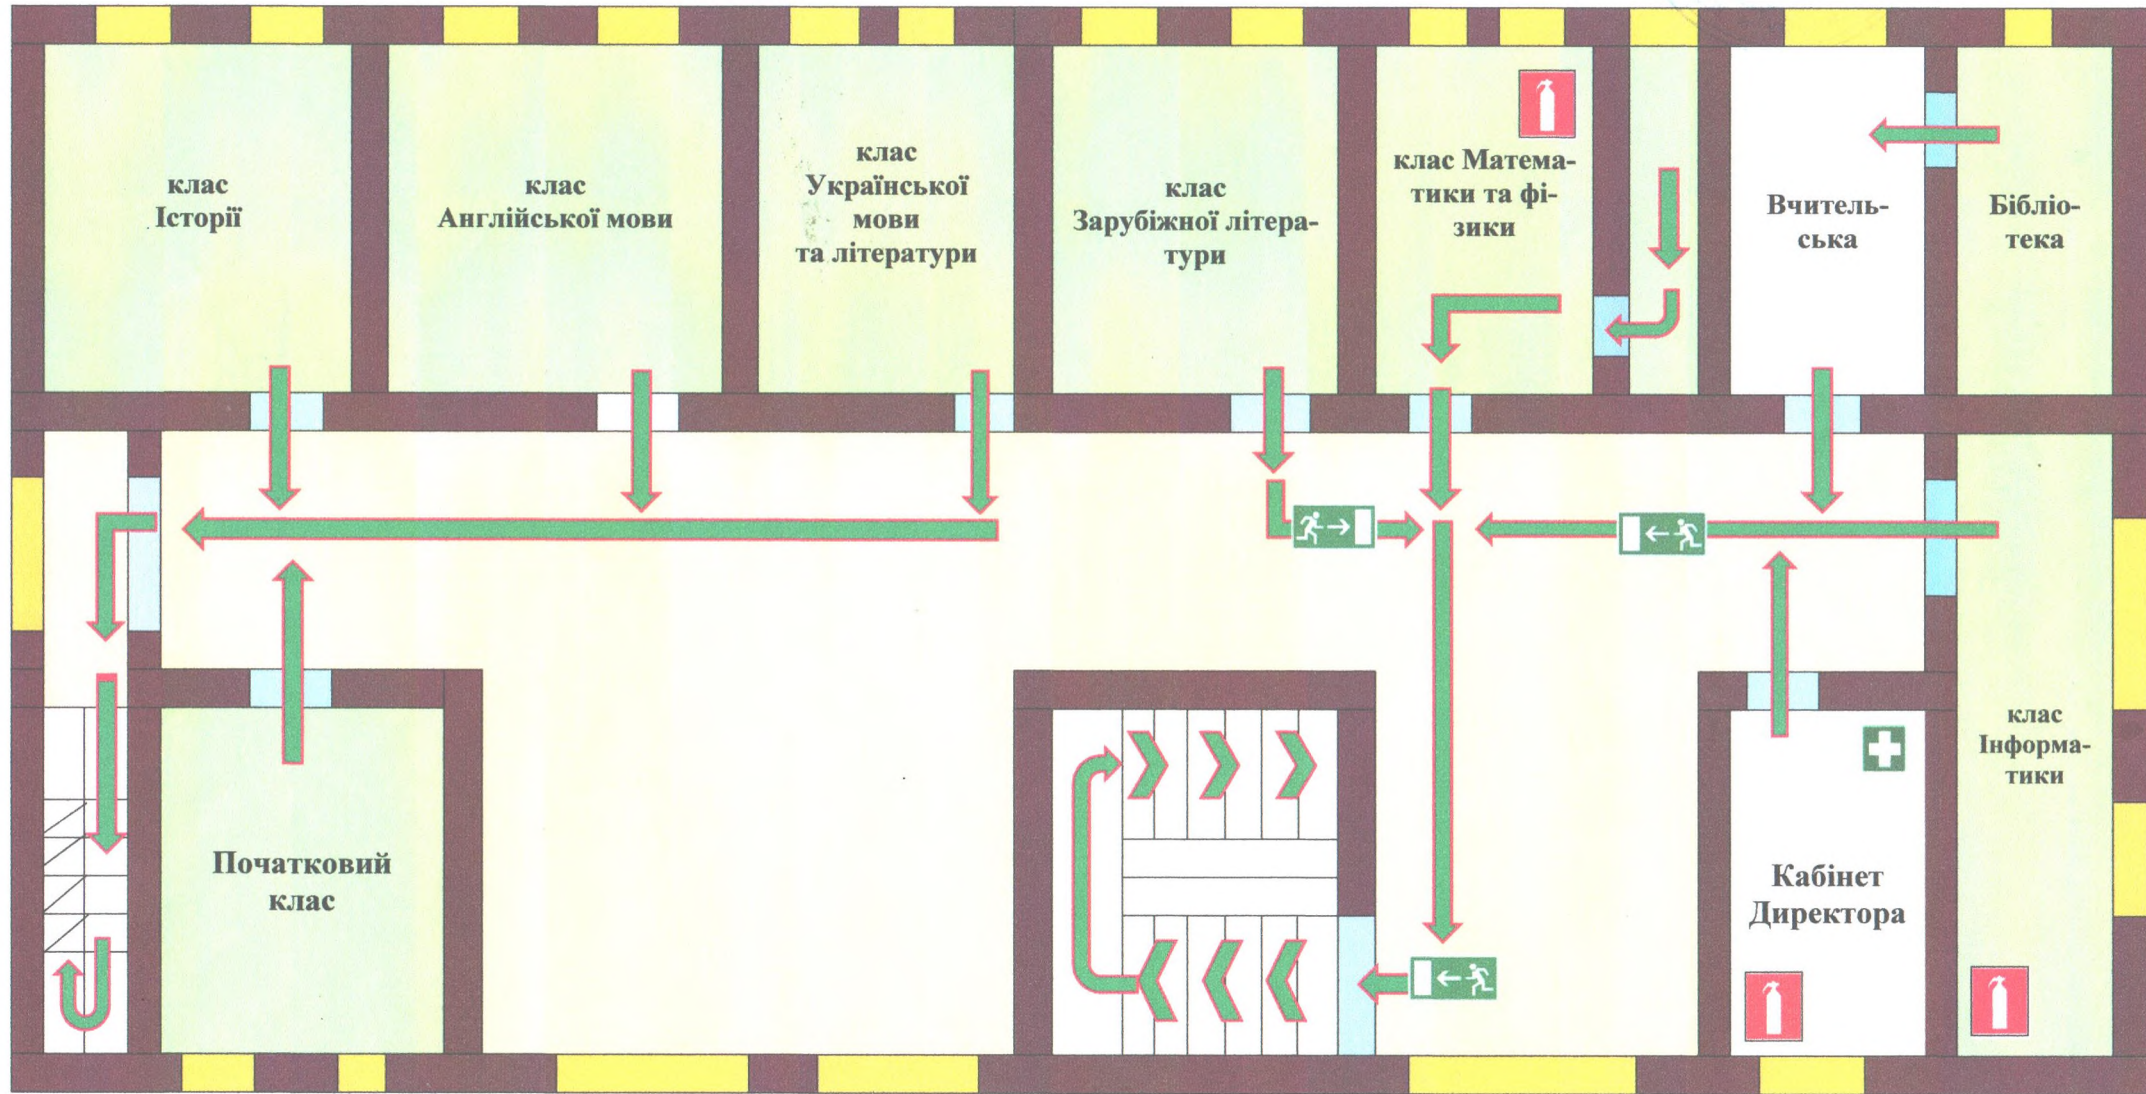 клас
Історії
клас
Англійської мови
клас
Української
мови
та літератури
клас
Зарубіжної літера-
тури
клас Матема-
тики та фі-
зики
Вчитель-
ська
Бібліо-
тека
клас
Інформа-
тики
Початковий
клас
Кабінет
Директора